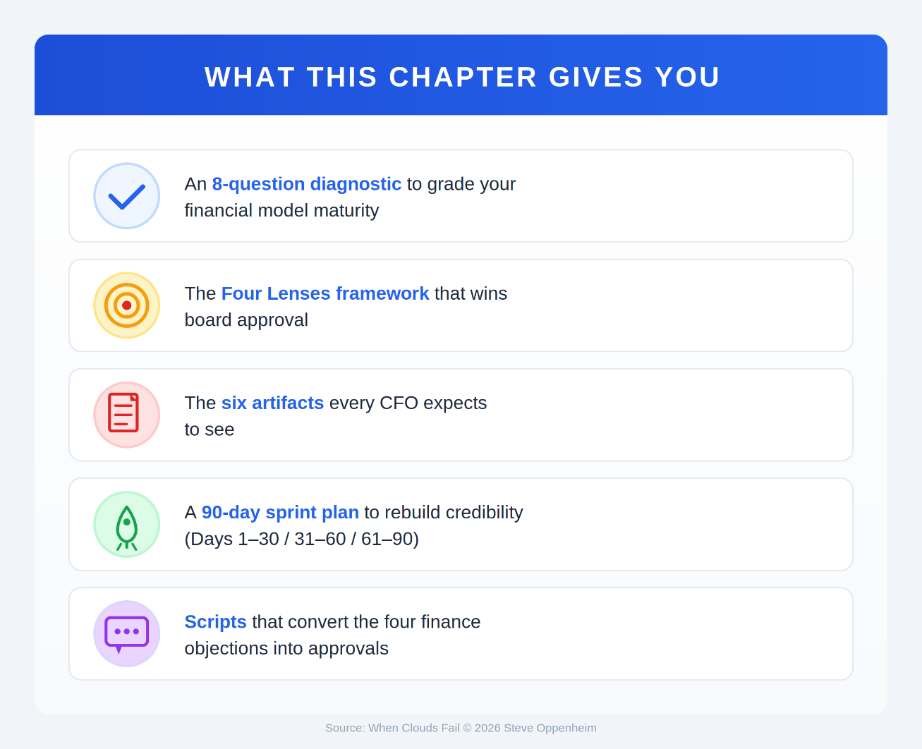 WHAT THIS CHAPTER GIVES YOU
An 8-question diagnostic to grade your
financial model maturity
The Four Lenses framework that wins
board approval
The six artifacts every CFO expects
to see
A 90-day sprint plan to rebuild credibility
(Days 1–30 / 31–60 / 61–90)
Scripts that convert the four finance
objections into approvals
Source: When Clouds Fail © 2026 Steve Oppenheim